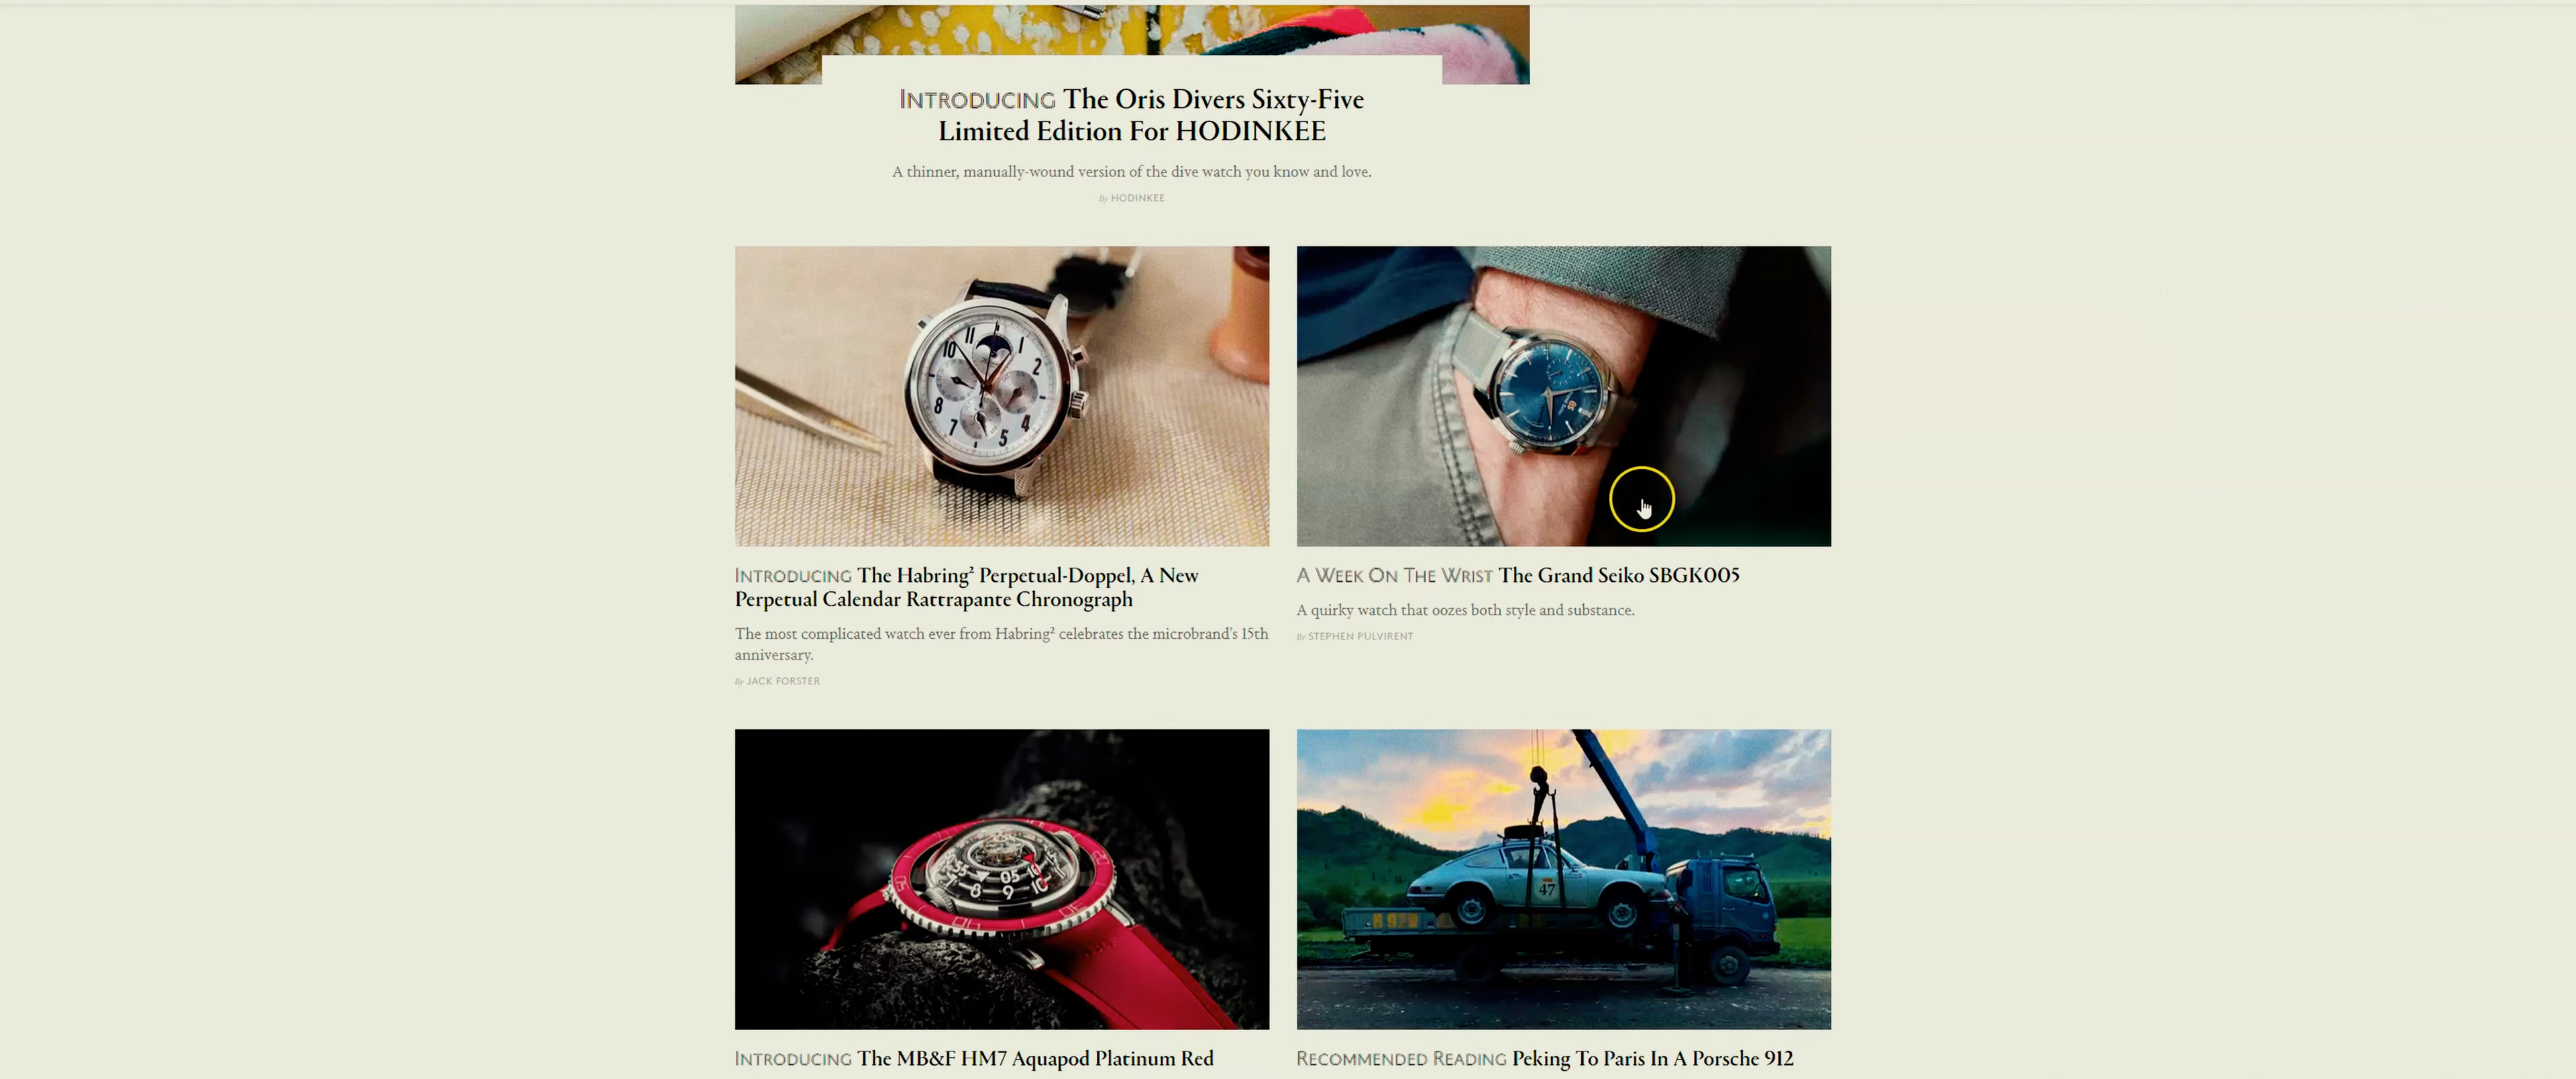 INTRODUCING The Oris Divers Sixty-Five
Limited Edition For HODINKEE
A thinner, manually-wound version of the dive watch you know and love.
By HODINKEE
INTRODUCING The Habring² Perpetual-Doppel, A New
Perpetual Calendar Rattrapante Chronograph
The most complicated watch ever from Habring² celebrates the microbrand's 15th
anniversary.
By JACK FORSTER
A WEEK ON THE WRIST The Grand Seiko SBGK005
A quirky watch that oozes both style and substance.
By STEPHEN PULVIRENT
47
INTRODUCING The MB&F HM7 Aquapod Platinum Red
RECOMMENDED READING Peking To Paris In A Porsche 912